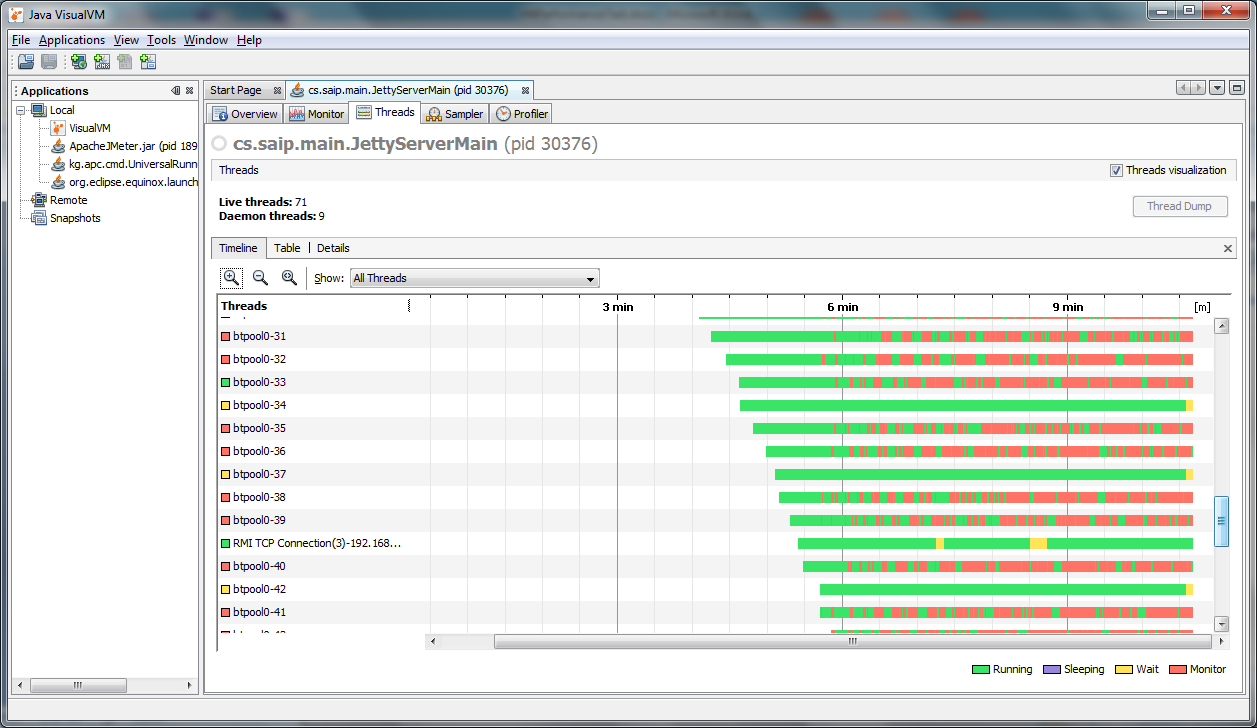 Java VisualVM
File Applications View Tools Window Help
Applications
Local
VisualVM
ApacheJMeter.jar (pid 189
kg.apc.cmd.UniversalRunn
org.eclipse.equinox.launch
Remote
Snapshots
Start Page
cs.saip.main.JettyServerMain (pid 30376)
Overview Monitor Threads Sampler Profiler
cs.saip.main.JettyServerMain (pid 30376)
Threads
Threads visualization
Live threads: 71
Daemon threads: 9
Thread Dump
Timeline Table Details
Show: All Threads
Threads 3 min 6 min 9 min [m]
btpool0-31
btpool0-32
btpool0-33
btpool0-34
btpool0-35
btpool0-36
btpool0-37
btpool0-38
btpool0-39
RMI TCP Connection(3)-192.168...
btpool0-40
btpool0-42
btpool0-41
Running Sleeping Wait Monitor